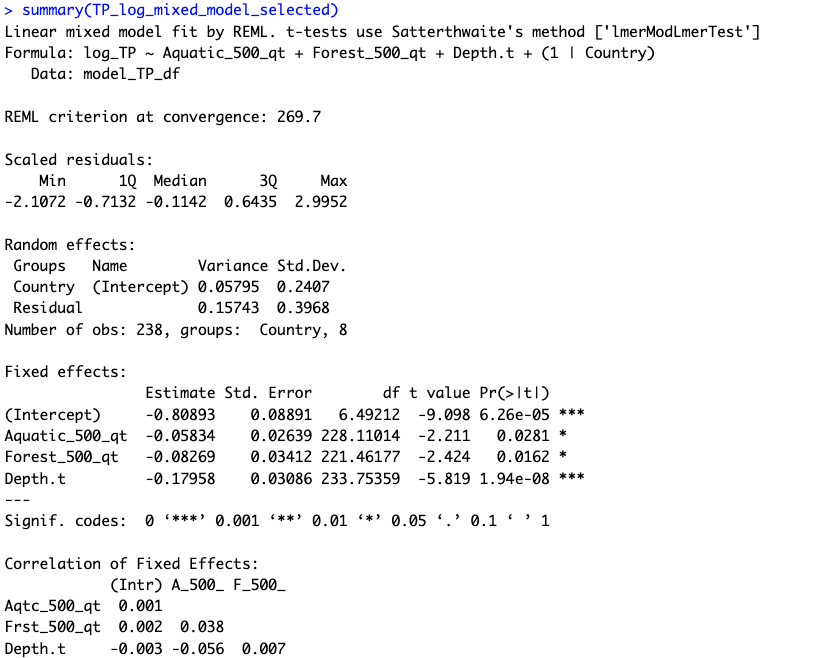 > summary(TP_log_mixed_model_selected)
Linear mixed model fit by REML. t-tests use Satterthwaite's method ['lmerModLmerTest']
Formula: log_TP ~ Aquatic_500_qt + Forest_500_qt + Depth.t + (1 | Country)
   Data: model_TP_df

REML criterion at convergence: 269.7

Scaled residuals:
    Min      1Q  Median      3Q     Max
-2.1072 -0.7132 -0.1142  0.6435  2.9952

Random effects:
 Groups   Name        Variance Std.Dev.
 Country  (Intercept) 0.05795  0.2407
 Residual             0.15743  0.3968
Number of obs: 238, groups:  Country, 8

Fixed effects:
                Estimate Std. Error        df t value Pr(>|t|)
(Intercept)     -0.80893    0.08891   6.49212  -9.098 6.26e-05 ***
Aquatic_500_qt  -0.05834    0.02639 228.11014  -2.211   0.0281 *
Forest_500_qt   -0.08269    0.03412 221.46177  -2.424   0.0162 *
Depth.t         -0.17958    0.03086 233.75359  -5.819 1.94e-08 ***
---
Signif. codes:  0 ‘***’ 0.001 ‘**’ 0.01 ‘*’ 0.05 ‘.’ 0.1 ‘ ’ 1

Correlation of Fixed Effects:
            (Intr) A_500_ F_500_
Aqtc_500_qt  0.001
Frst_500_qt  0.002  0.038
Depth.t     -0.003 -0.056  0.007